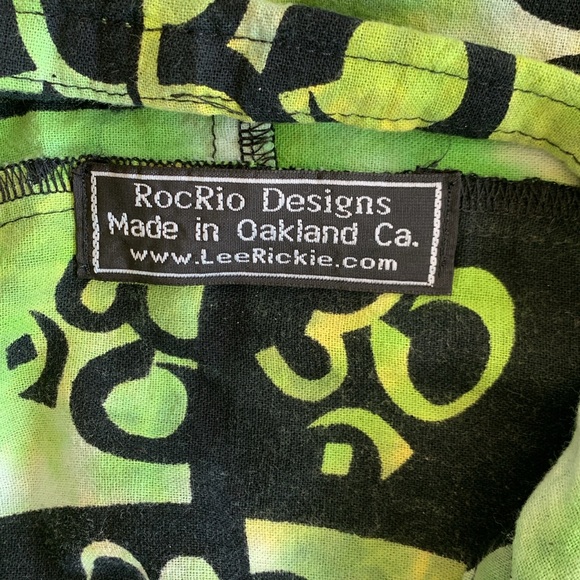 RocRio Designs
Made in Oakland Ca.
www.LeeRickie.com
ॐ